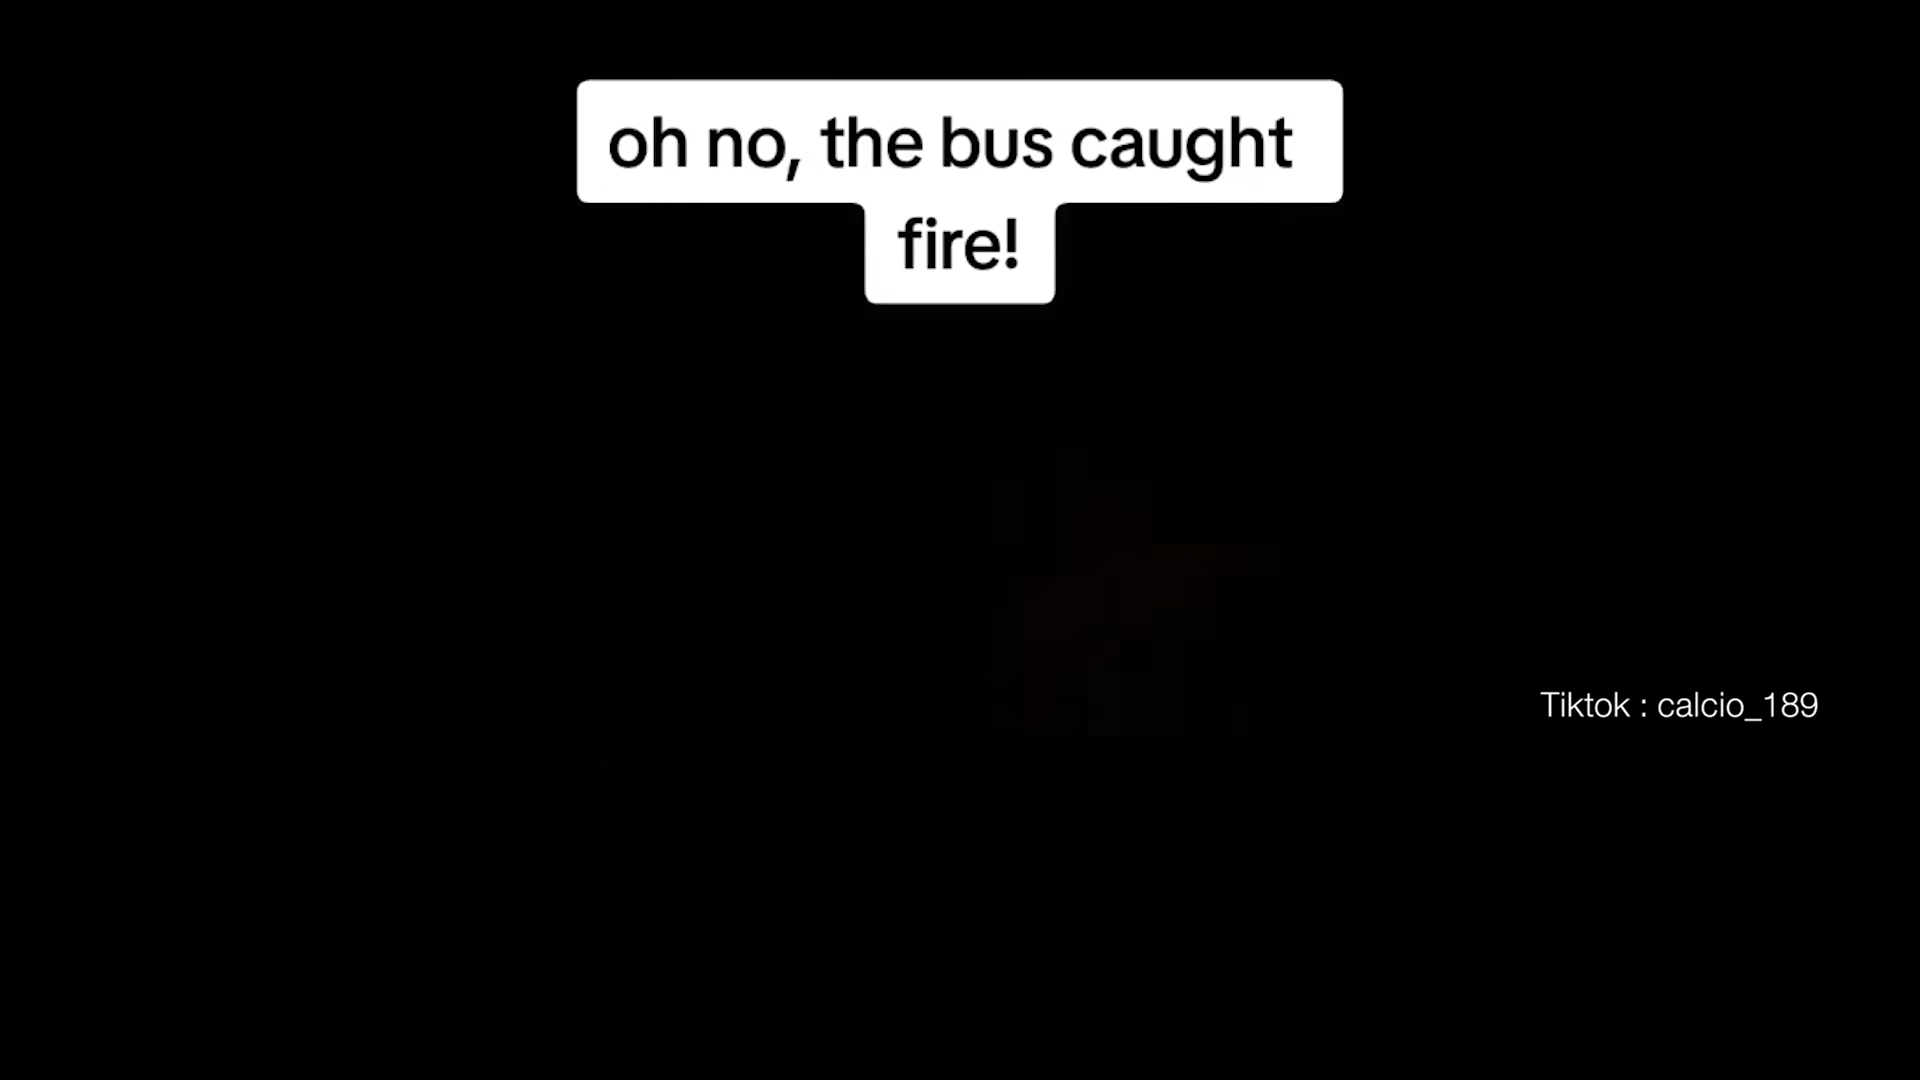 oh no, the bus caught
fire!
Tiktok : calcio_189